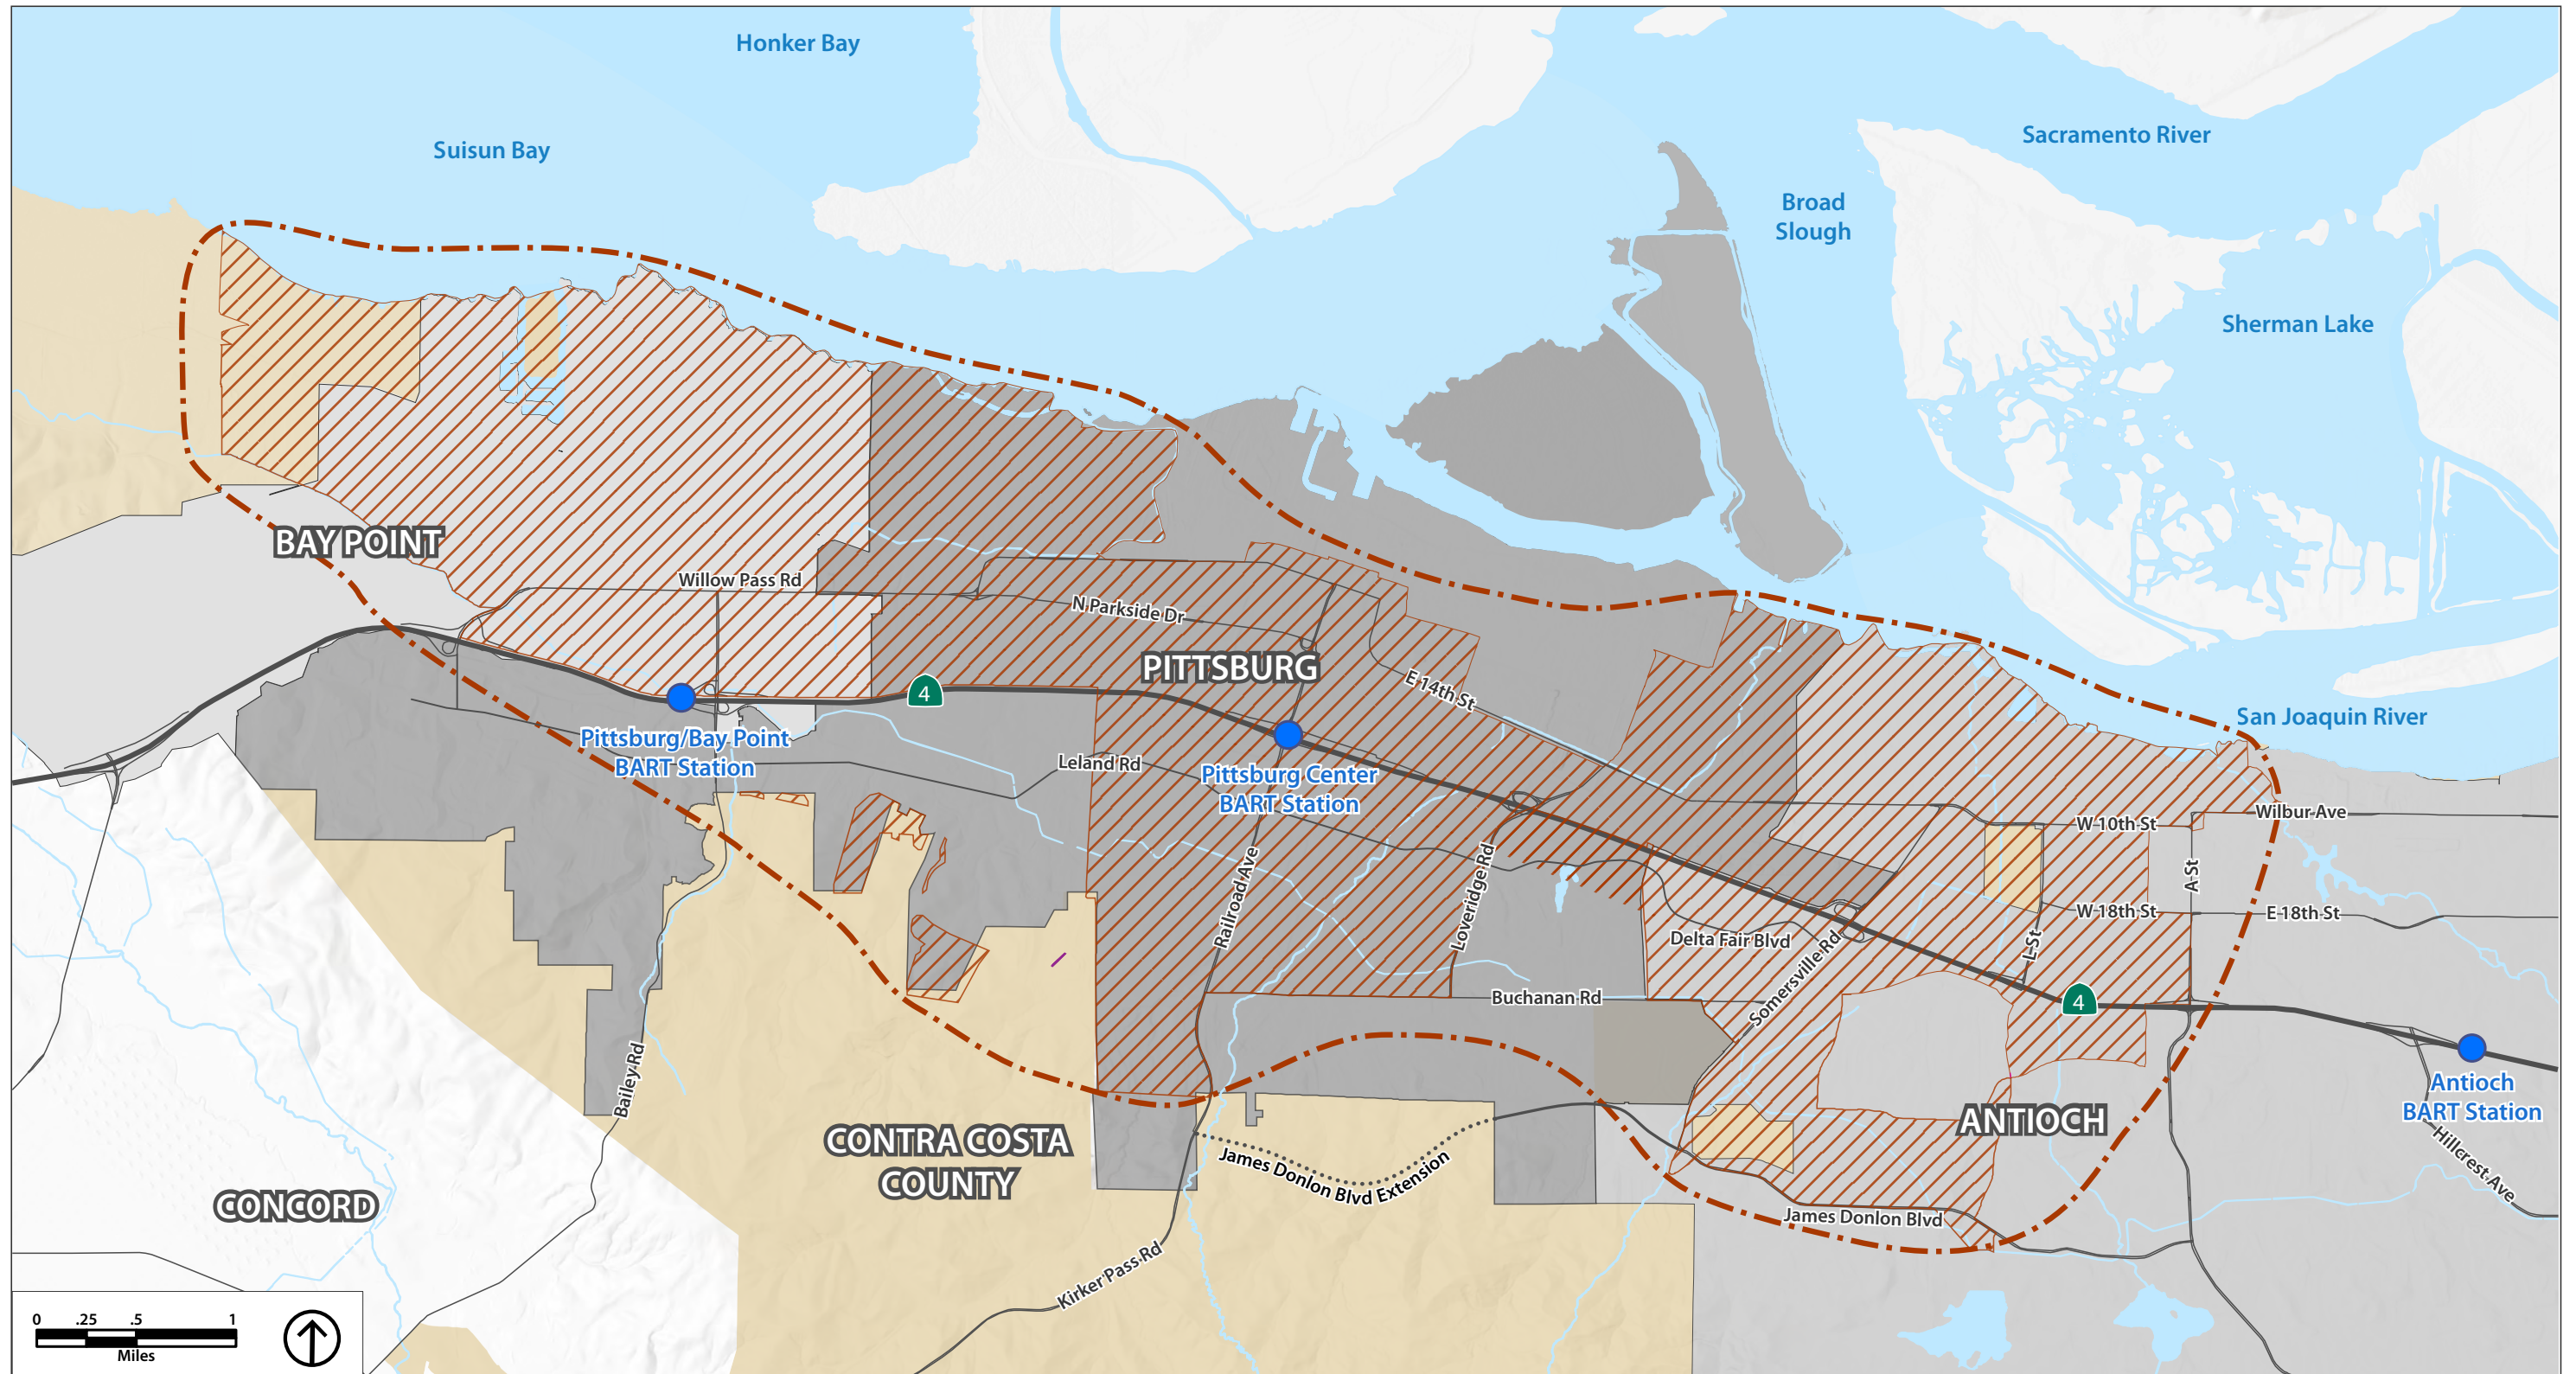 Honker Bay
Suisun Bay
Sacramento River
Broad
Slough
Sherman Lake
BAY POINT
Willow Pass Rd
N Parkside Dr
PITTSBURG
4
E 14th St
San Joaquin River
Pittsburg/Bay Point
BART Station
Leland Rd
Pittsburg Center
BART Station
Wilbur Ave
W 10th St
A St
Railroad Ave
Loveridge Rd
W 18th St
E 18th St
Delta Fair Blvd
L St
Somersville Rd
Buchanan Rd
4
Bailey Rd
Antioch
BART Station
ANTIOCH
CONTRA COSTA
COUNTY
James Donlon Blvd Extension
Hillcrest Ave
CONCORD
James Donlon Blvd
Kirker Pass Rd
0 .25 .5 1
Miles